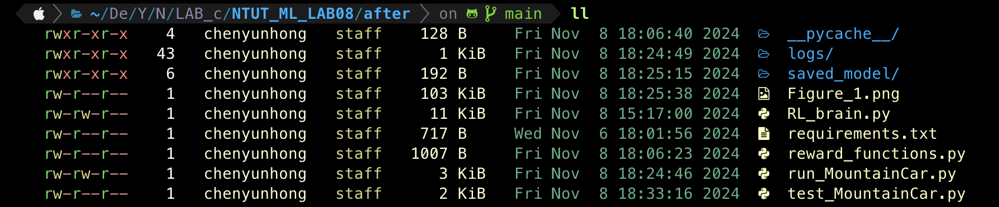 ~/De/Y/N/LAB_c/NTUT_ML_LAB08/after on main ll
rwxr-xr-x 4 chenyunhong staff 128 B Fri Nov 8 18:06:40 2024 __pycache__/
rwxr-xr-x 43 chenyunhong staff 1 KiB Fri Nov 8 18:24:49 2024 logs/
rwxr-xr-x 6 chenyunhong staff 192 B Fri Nov 8 18:25:15 2024 saved_model/
rw-r--r-- 1 chenyunhong staff 103 KiB Fri Nov 8 18:25:38 2024 Figure_1.png
rw-rw-r-- 1 chenyunhong staff 11 KiB Fri Nov 8 15:17:00 2024 RL_brain.py
rw-r--r-- 1 chenyunhong staff 717 B Wed Nov 6 18:01:56 2024 requirements.txt
rw-r--r-- 1 chenyunhong staff 1007 B Fri Nov 8 18:06:23 2024 reward_functions.py
rw-rw-r-- 1 chenyunhong staff 3 KiB Fri Nov 8 18:24:46 2024 run_MountainCar.py
rw-r--r-- 1 chenyunhong staff 2 KiB Fri Nov 8 18:33:16 2024 test_MountainCar.py